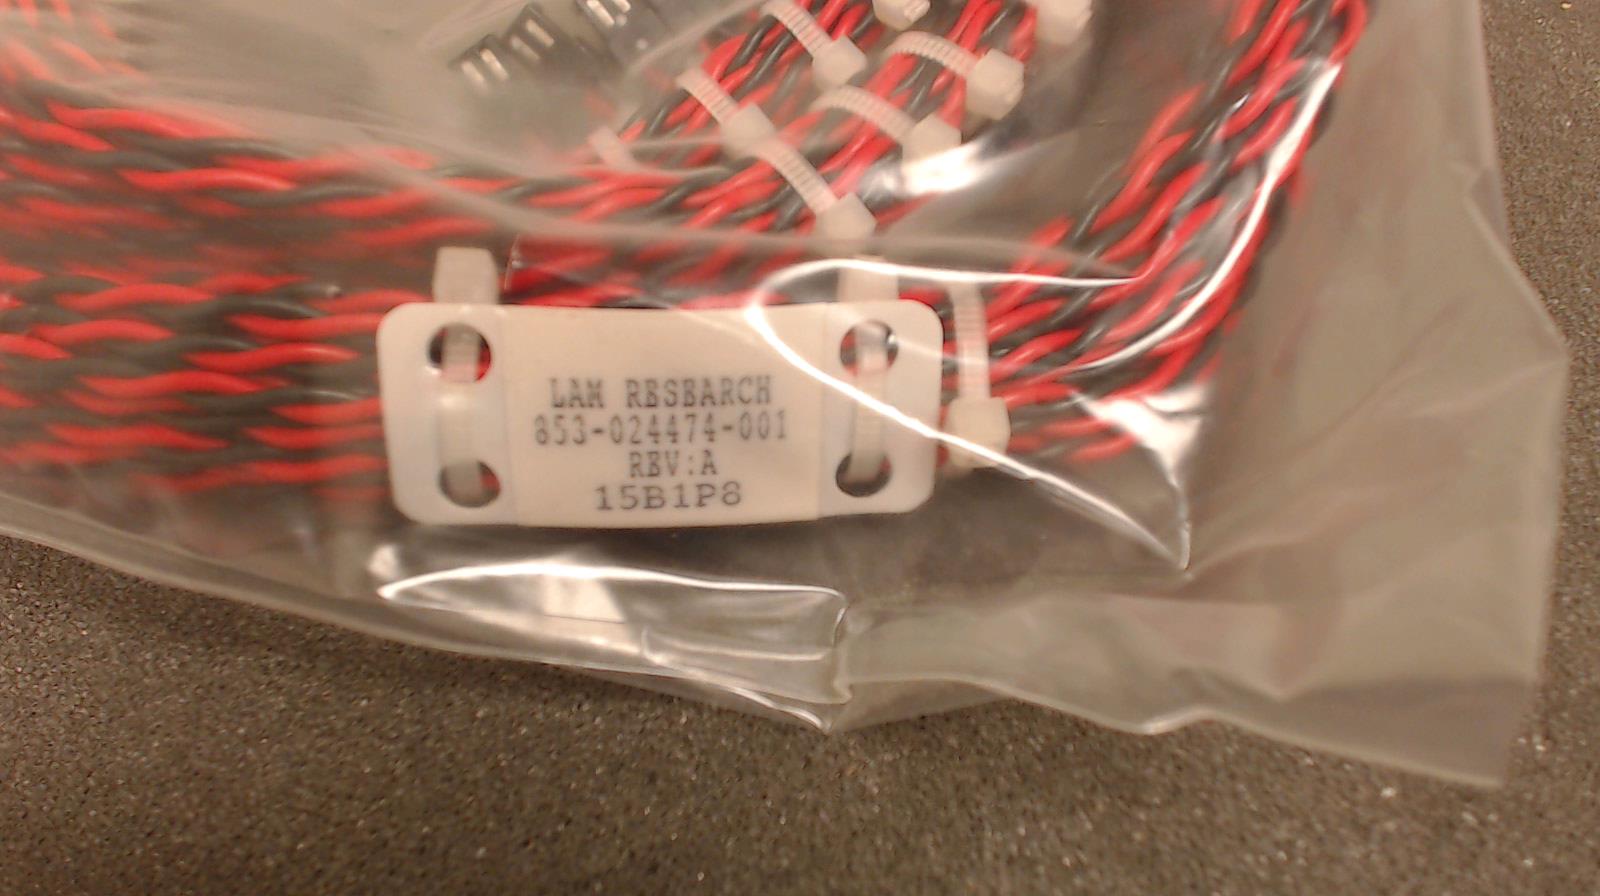 LAM RESEARCH
853-024474-001
REV:A
15B1P8